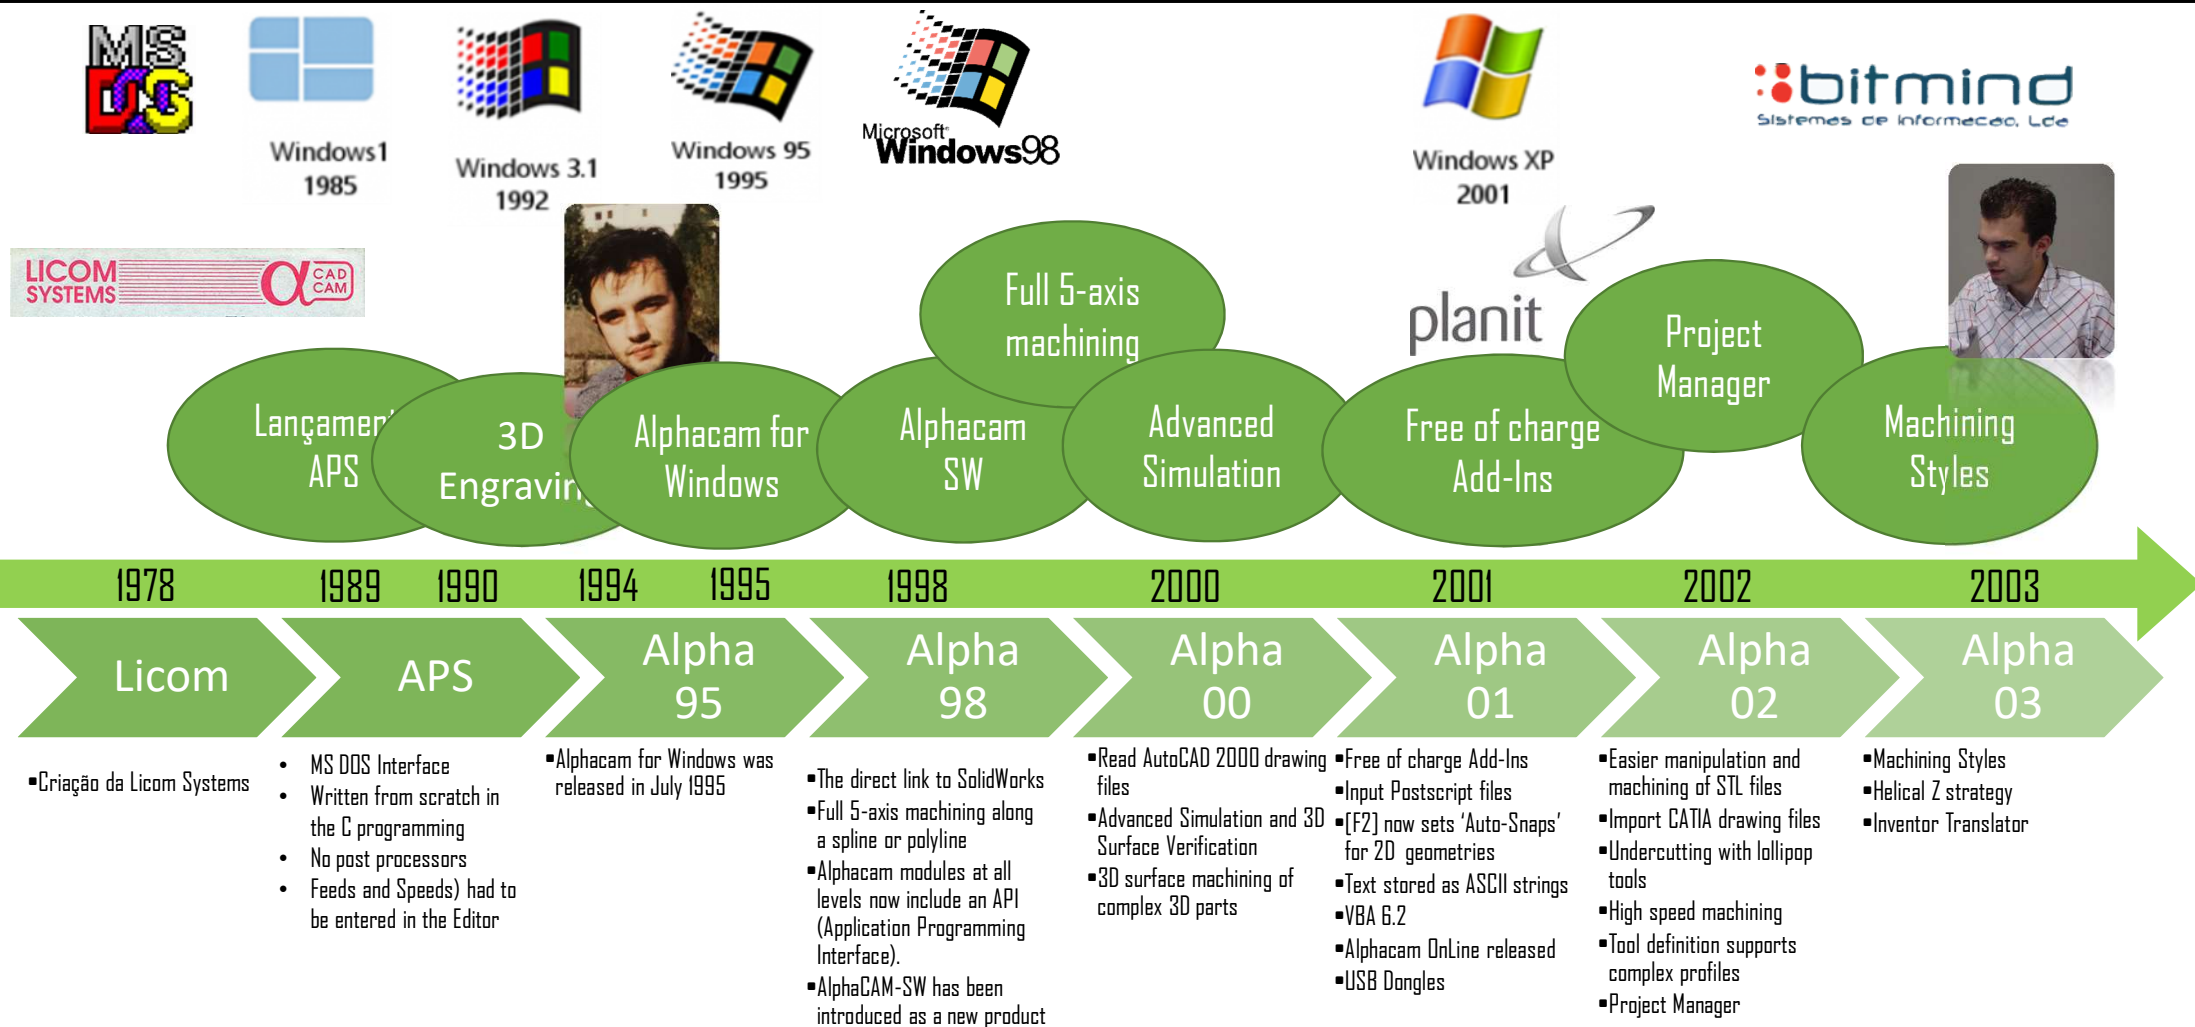 MS
DOS
Windows1
1985
Windows 3.1
1992
Windows 95
1995
Microsoft
Windows98
Windows XP
2001
bitmind
Sistemas de Informacao, Lda
LICOM
SYSTEMS
α CAD
CAM
planit
Lançamen
APS
3D
Engraving
Alphacam for
Windows
Alphacam
SW
Full 5-axis
machining
Advanced
Simulation
Free of charge
Add-Ins
Project
Manager
Machining
Styles
1978
1989
1990
1994
1995
1998
2000
2001
2002
2003
Licom
APS
Alpha
95
Alpha
98
Alpha
00
Alpha
01
Alpha
02
Alpha
03
▪Criação da Licom Systems
• MS DOS Interface
• Written from scratch in
the C programming
• No post processors
• Feeds and Speeds) had to
be entered in the Editor
▪Alphacam for Windows was
released in July 1995
▪The direct link to SolidWorks
▪Full 5-axis machining along
a spline or polyline
▪Alphacam modules at all
levels now include an API
(Application Programming
Interface).
▪AlphaCAM-SW has been
introduced as a new product
▪Read AutoCAD 2000 drawing
files
▪Advanced Simulation and 3D
Surface Verification
▪3D surface machining of
complex 3D parts
▪Free of charge Add-Ins
▪Input Postscript files
▪[F2] now sets ‘Auto-Snaps’
for 2D geometries
▪Text stored as ASCII strings
▪VBA 6.2
▪Alphacam OnLine released
▪USB Dongles
▪Easier manipulation and
machining of STL files
▪Import CATIA drawing files
▪Undercutting with lollipop
tools
▪High speed machining
▪Tool definition supports
complex profiles
▪Project Manager
▪Machining Styles
▪Helical Z strategy
▪Inventor Translator